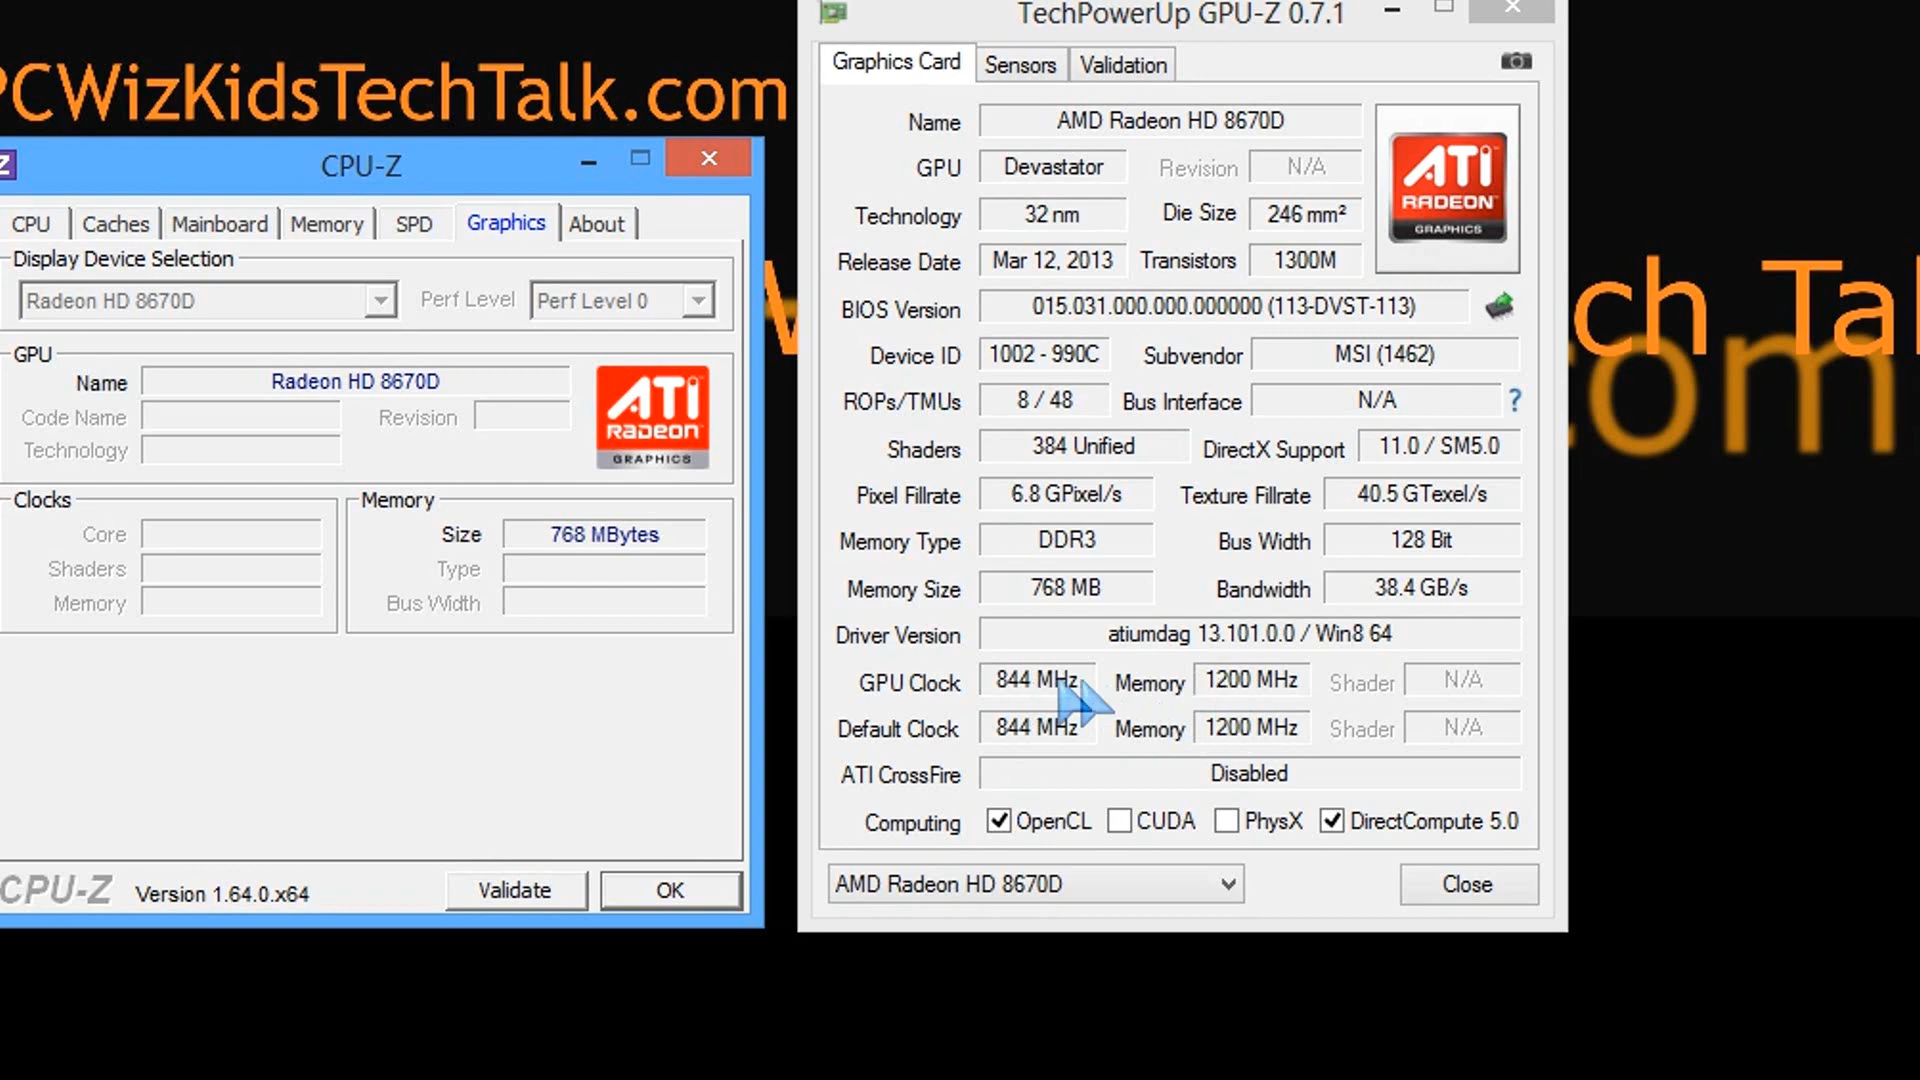 PCWizKidsTechTalk.com
ch Tal
om
Z
CPU-Z
CPU Caches Mainboard Memory SPD Graphics About
Display Device Selection
Radeon HD 8670D Perf Level Perf Level 0
GPU
Name Radeon HD 8670D
Code Name Revision
Technology
ATI
RADEON
GRAPHICS
Clocks
Core
Shaders
Memory
Memory
Size 768 MBytes
Type
Bus Width
CPU-Z Version 1.64.0.x64 Validate OK
TechPowerUp GPU-Z 0.7.1
Graphics Card Sensors Validation
Name AMD Radeon HD 8670D
GPU Devastator Revision N/A
Technology 32 nm Die Size 246 mm²
Release Date Mar 12, 2013 Transistors 1300M
ATI
RADEON
GRAPHICS
BIOS Version 015.031.000.000.000000 (113-DVST-113)
Device ID 1002 - 990C Subvendor MSI (1462)
ROPs/TMUs 8 / 48 Bus Interface N/A ?
Shaders 384 Unified DirectX Support 11.0 / SM5.0
Pixel Fillrate 6.8 GPixel/s Texture Fillrate 40.5 GTexel/s
Memory Type DDR3 Bus Width 128 Bit
Memory Size 768 MB Bandwidth 38.4 GB/s
Driver Version atiumdag 13.101.0.0 / Win8 64
GPU Clock 844 MHz Memory 1200 MHz Shader N/A
Default Clock 844 MHz Memory 1200 MHz Shader N/A
ATI CrossFire Disabled
Computing OpenCL CUDA PhysX DirectCompute 5.0
AMD Radeon HD 8670D Close